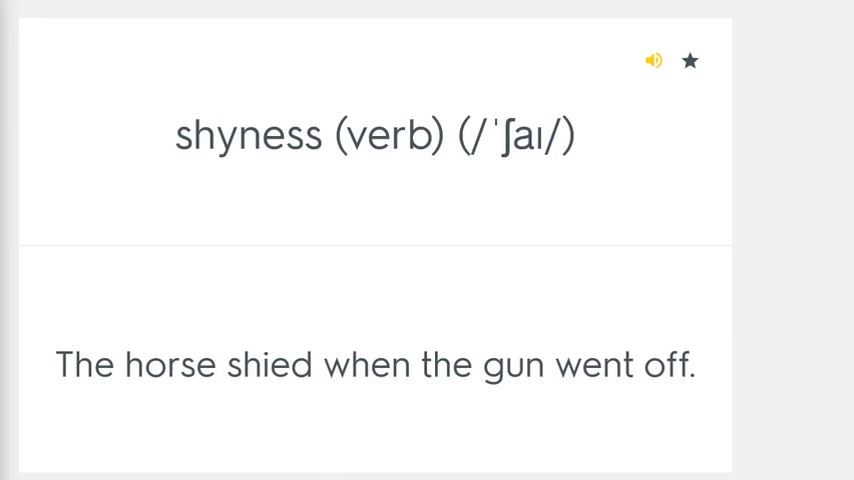 shyness (verb) (/ˈʃaɪ/)
The horse shied when the gun went off.